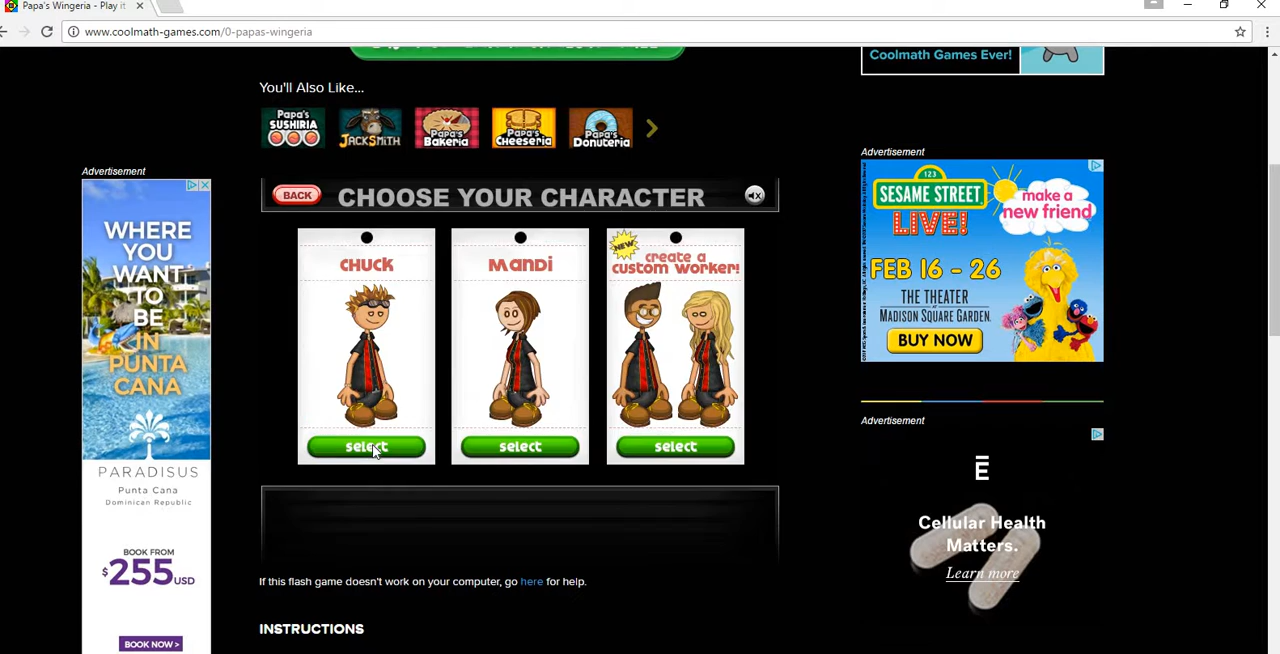 Papa's Wingeria - Play it
www.coolmath-games.com/0-papas-wingeria
Coolmath Games Ever!
You'll Also Like...
Papa's SUSHIRIA
JACKSMITH
Papa's Bakeria
Papa's Cheeseria
Papa's Donuteria
Advertisement
WHERE
YOU
WANT
TO
BE
IN
PUNTA
CANA
PARADISUS
Punta Cana
Dominican Republic
BOOK FROM
$255 USD
BOOK NOW >
BACK
CHOOSE YOUR CHARACTER
CHUCK
select
Mandi
select
NEW
create a
custom worker!
select
If this flash game doesn't work on your computer, go here for help.
INSTRUCTIONS
Advertisement
123
SESAME STREET
LIVE!
make a
new friend
FEB 16 - 26
THE THEATER
AT MADISON SQUARE GARDEN.
BUY NOW
Advertisement
Ē
Cellular Health
Matters.
Learn more